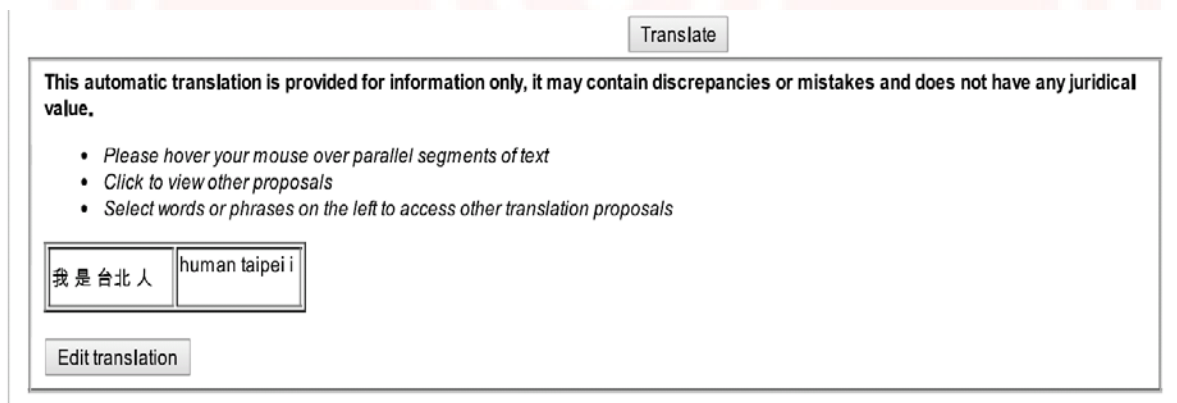 Translate
This automatic translation is provided for information only, it may contain discrepancies or mistakes and does not have any juridical
value.
• Please hover your mouse over parallel segments of text
• Click to view other proposals
• Select words or phrases on the left to access other translation proposals
我 是 台北 人 human taipei i
Edit translation